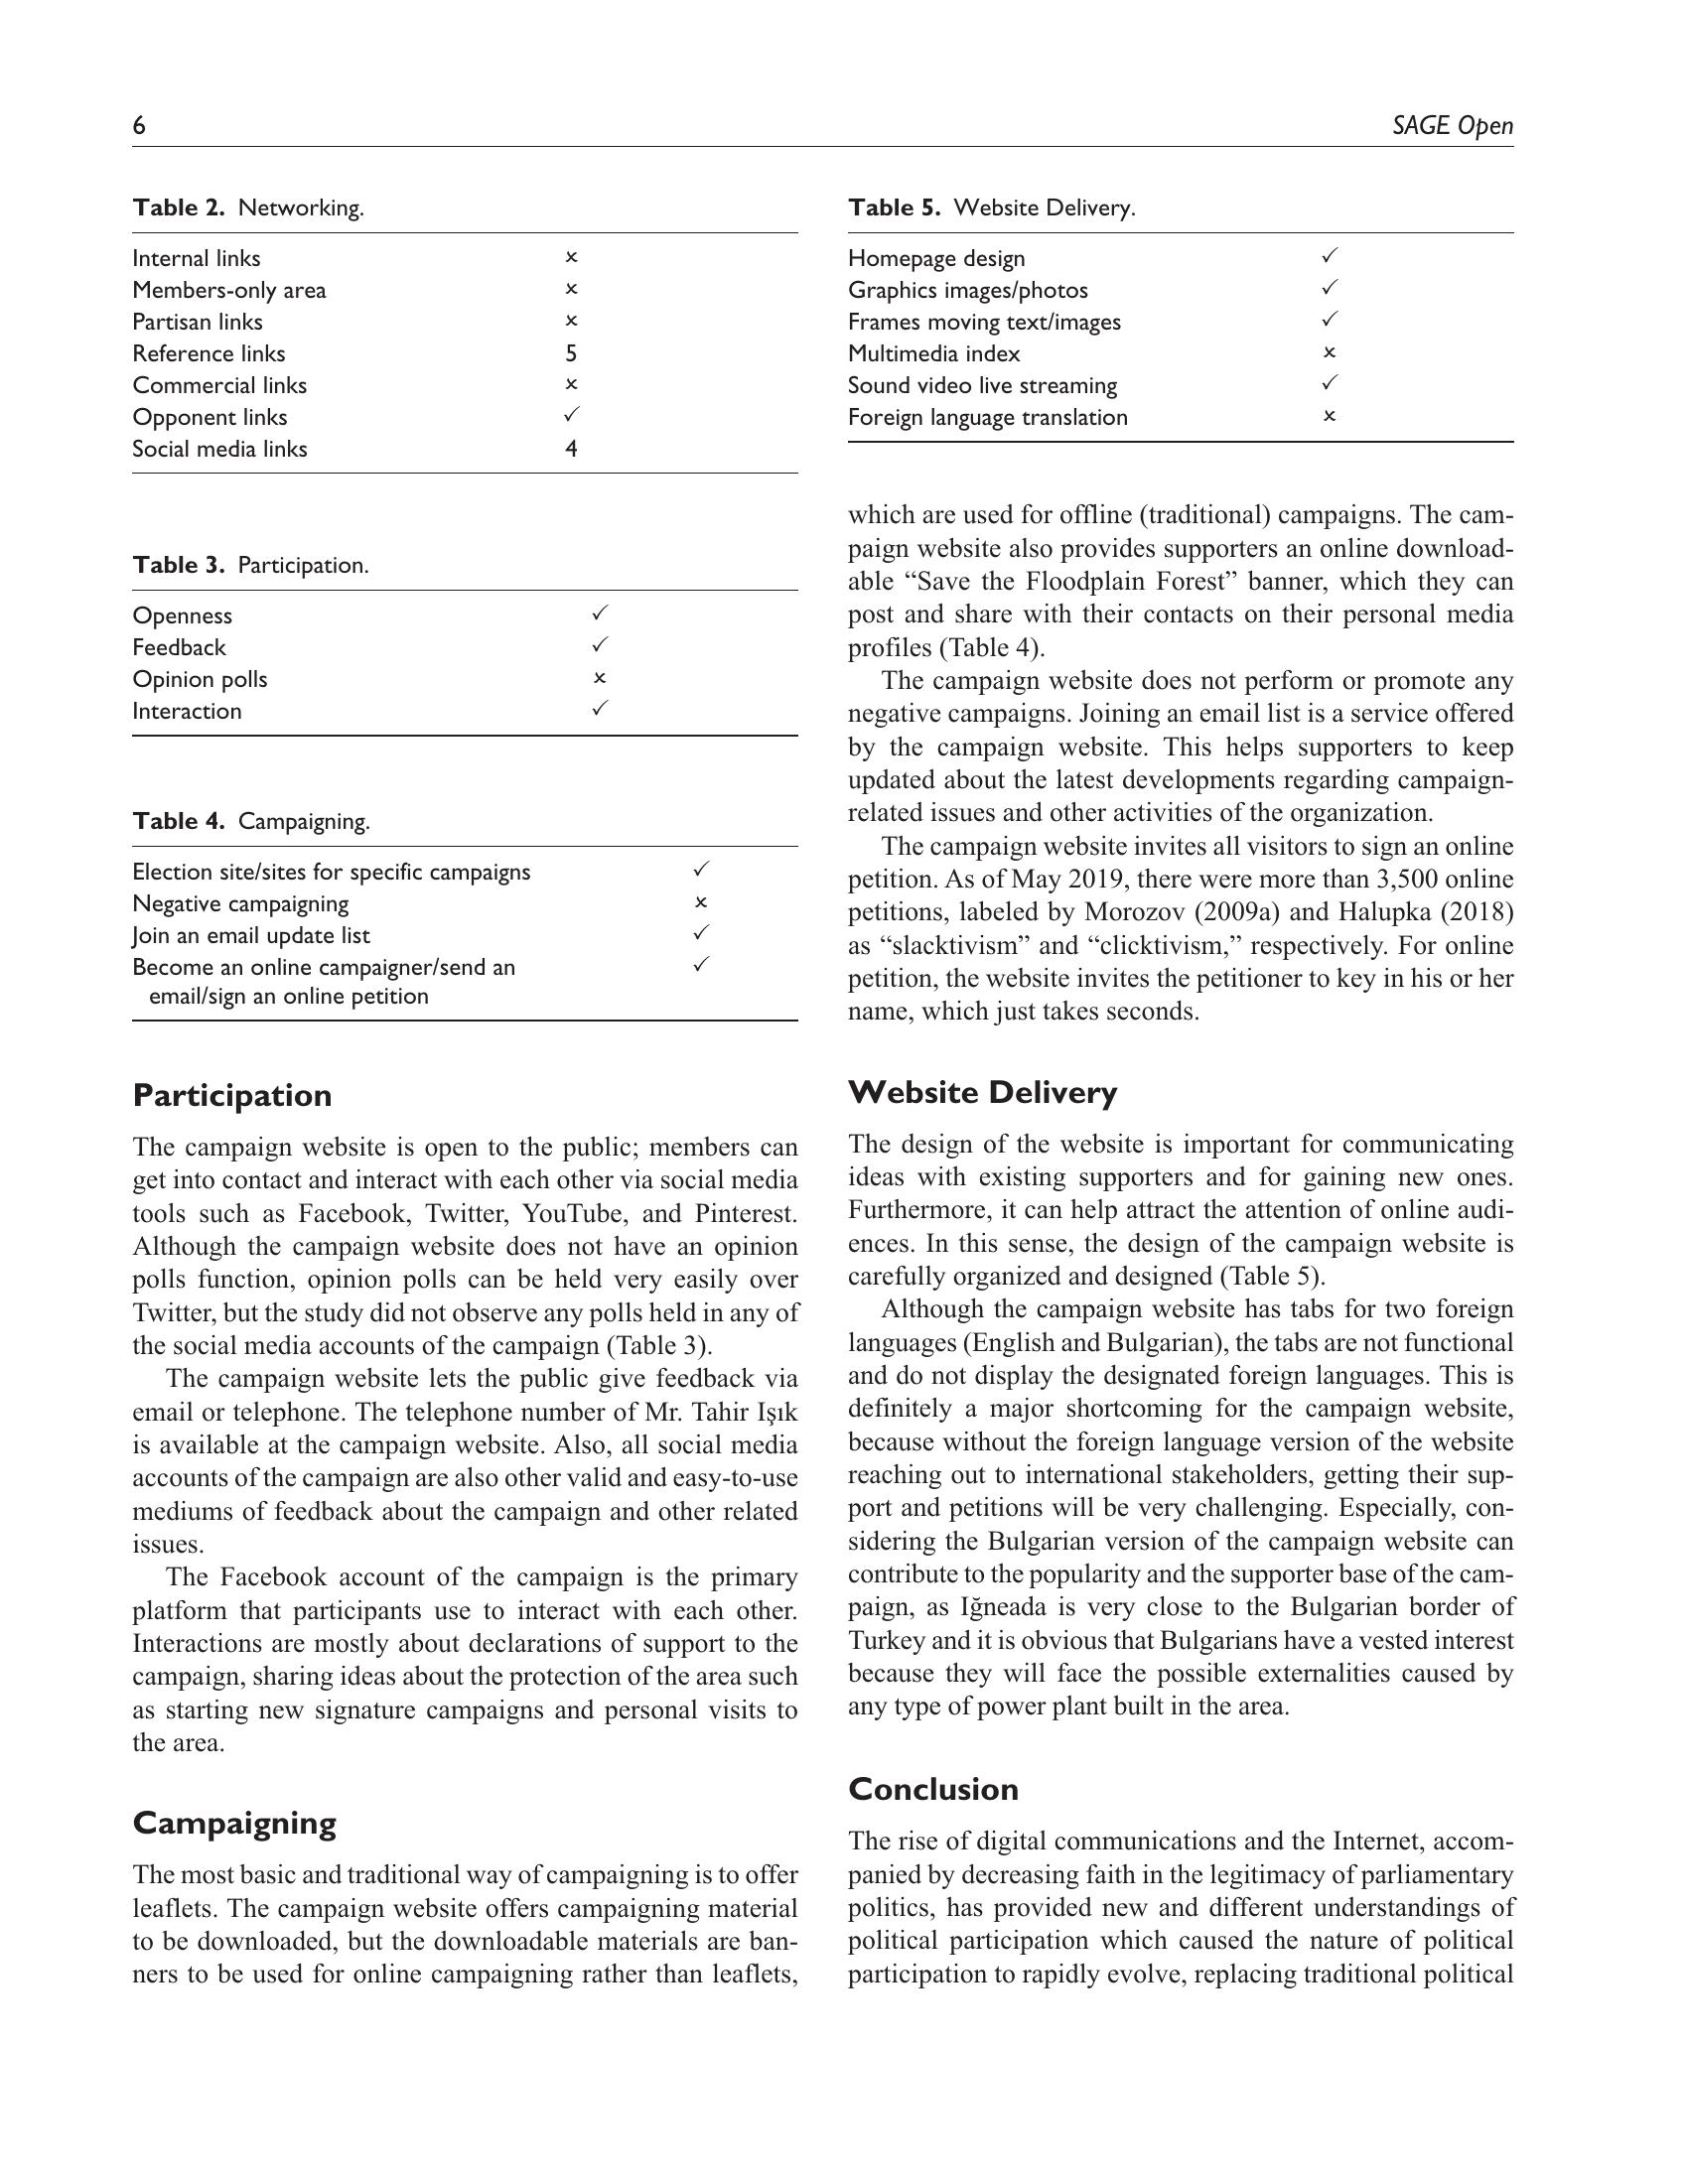 6
SAGE Open
Table 2. Networking.
Internal links ×
Members-only area ×
Partisan links ×
Reference links 5
Commercial links ×
Opponent links ✓
Social media links 4
Table 3. Participation.
Openness ✓
Feedback ✓
Opinion polls ×
Interaction ✓
Table 4. Campaigning.
Election site/sites for specific campaigns ✓
Negative campaigning ×
Join an email update list ✓
Become an online campaigner/send an ✓
email/sign an online petition
Participation
The campaign website is open to the public; members can
get into contact and interact with each other via social media
tools such as Facebook, Twitter, YouTube, and Pinterest.
Although the campaign website does not have an opinion
polls function, opinion polls can be held very easily over
Twitter, but the study did not observe any polls held in any of
the social media accounts of the campaign (Table 3).
The campaign website lets the public give feedback via
email or telephone. The telephone number of Mr. Tahir Işık
is available at the campaign website. Also, all social media
accounts of the campaign are also other valid and easy-to-use
mediums of feedback about the campaign and other related
issues.
The Facebook account of the campaign is the primary
platform that participants use to interact with each other.
Interactions are mostly about declarations of support to the
campaign, sharing ideas about the protection of the area such
as starting new signature campaigns and personal visits to
the area.
Campaigning
The most basic and traditional way of campaigning is to offer
leaflets. The campaign website offers campaigning material
to be downloaded, but the downloadable materials are ban-
ners to be used for online campaigning rather than leaflets,
Table 5. Website Delivery.
Homepage design ✓
Graphics images/photos ✓
Frames moving text/images ✓
Multimedia index ×
Sound video live streaming ✓
Foreign language translation ×
which are used for offline (traditional) campaigns. The cam-
paign website also provides supporters an online download-
able “Save the Floodplain Forest” banner, which they can
post and share with their contacts on their personal media
profiles (Table 4).
The campaign website does not perform or promote any
negative campaigns. Joining an email list is a service offered
by the campaign website. This helps supporters to keep
updated about the latest developments regarding campaign-
related issues and other activities of the organization.
The campaign website invites all visitors to sign an online
petition. As of May 2019, there were more than 3,500 online
petitions, labeled by Morozov (2009a) and Halupka (2018)
as “slacktivism” and “clicktivism,” respectively. For online
petition, the website invites the petitioner to key in his or her
name, which just takes seconds.
Website Delivery
The design of the website is important for communicating
ideas with existing supporters and for gaining new ones.
Furthermore, it can help attract the attention of online audi-
ences. In this sense, the design of the campaign website is
carefully organized and designed (Table 5).
Although the campaign website has tabs for two foreign
languages (English and Bulgarian), the tabs are not functional
and do not display the designated foreign languages. This is
definitely a major shortcoming for the campaign website,
because without the foreign language version of the website
reaching out to international stakeholders, getting their sup-
port and petitions will be very challenging. Especially, con-
sidering the Bulgarian version of the campaign website can
contribute to the popularity and the supporter base of the cam-
paign, as Iğneada is very close to the Bulgarian border of
Turkey and it is obvious that Bulgarians have a vested interest
because they will face the possible externalities caused by
any type of power plant built in the area.
Conclusion
The rise of digital communications and the Internet, accom-
panied by decreasing faith in the legitimacy of parliamentary
politics, has provided new and different understandings of
political participation which caused the nature of political
participation to rapidly evolve, replacing traditional political